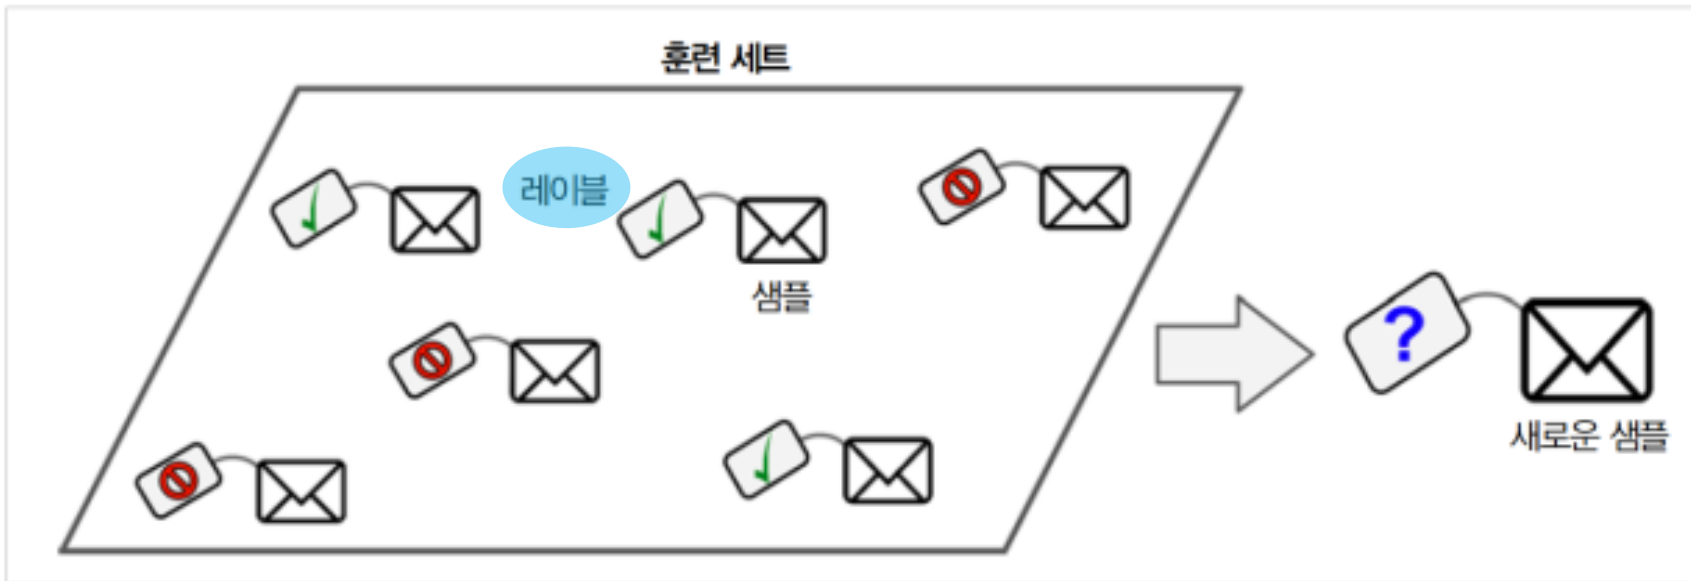 훈련 세트
레이블
샘플
?
새로운 샘플